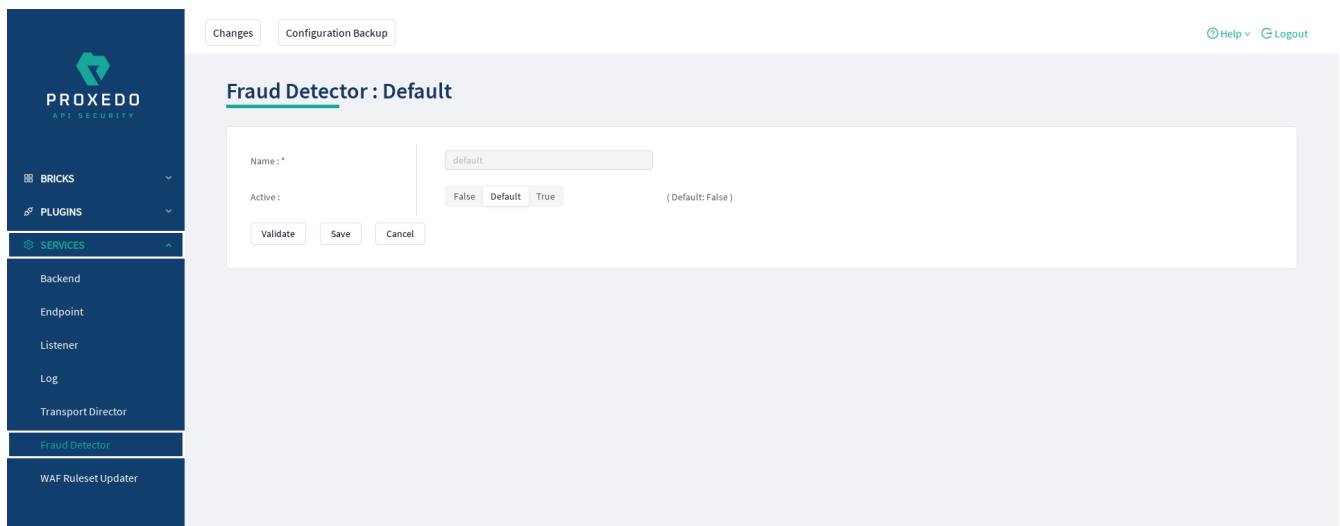 PROXEDO
API SECURITY
BRICKS
PLUGINS
SERVICES
Backend
Endpoint
Listener
Log
Transport Director
Fraud Detector
WAF Ruleset Updater
Changes Configuration Backup Help Logout
Fraud Detector : Default
Name : * default
Active : False Default True ( Default: False )
Validate Save Cancel